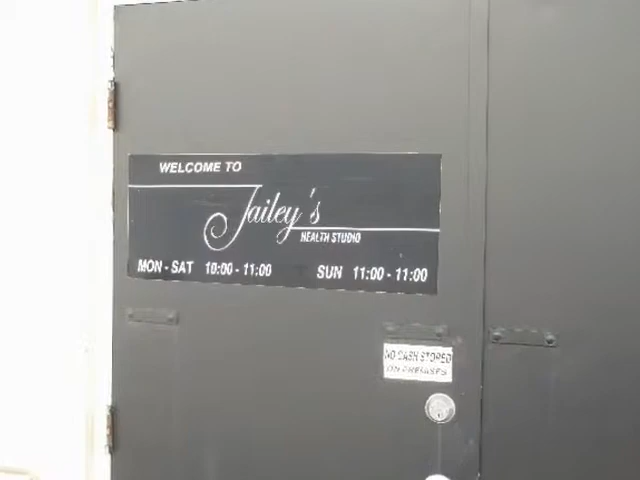 WELCOME TO
Jailey's
HEALTH STUDIO
MON - SAT 10:00 - 11:00 SUN 11:00 - 11:00
NO CASH STORED
ON PREMISES